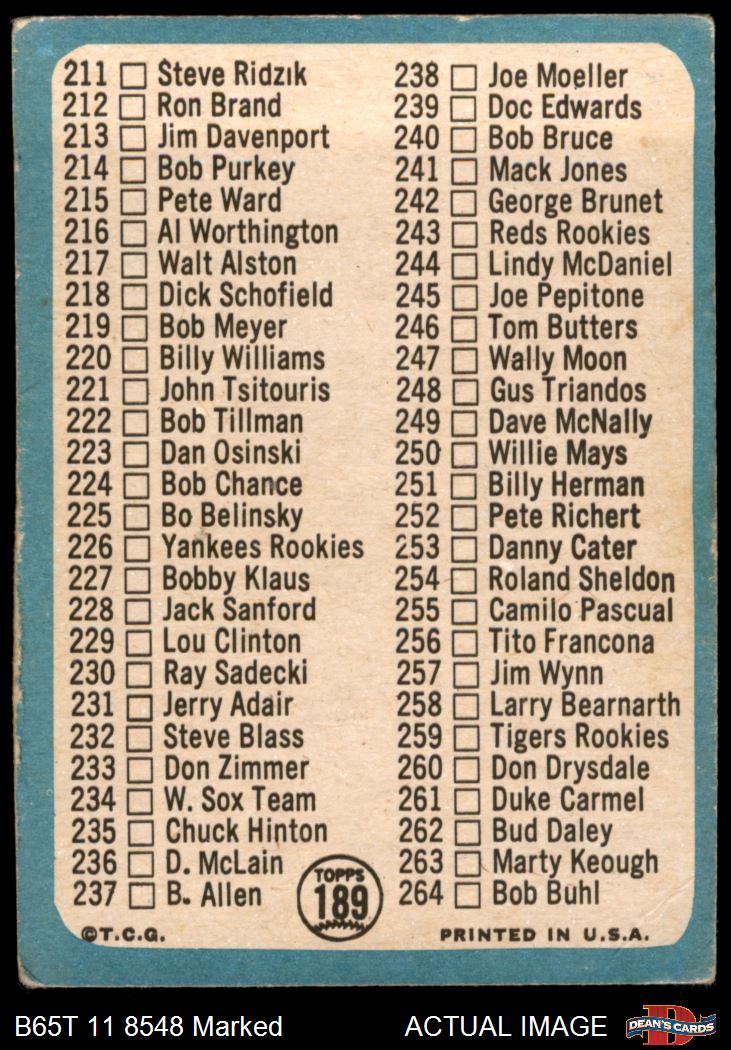 211 Steve Ridzik
212 Ron Brand
213 Jim Davenport
214 Bob Purkey
215 Pete Ward
216 Al Worthington
217 Walt Alston
218 Dick Schofield
219 Bob Meyer
220 Billy Williams
221 John Tsitouris
222 Bob Tillman
223 Dan Osinski
224 Bob Chance
225 Bo Belinsky
226 Yankees Rookies
227 Bobby Klaus
228 Jack Sanford
229 Lou Clinton
230 Ray Sadecki
231 Jerry Adair
232 Steve Blass
233 Don Zimmer
234 W. Sox Team
235 Chuck Hinton
236 D. McLain
237 B. Allen
238 Joe Moeller
239 Doc Edwards
240 Bob Bruce
241 Mack Jones
242 George Brunet
243 Reds Rookies
244 Lindy McDaniel
245 Joe Pepitone
246 Tom Butters
247 Wally Moon
248 Gus Triandos
249 Dave McNally
250 Willie Mays
251 Billy Herman
252 Pete Richert
253 Danny Cater
254 Roland Sheldon
255 Camilo Pascual
256 Tito Francona
257 Jim Wynn
258 Larry Bearnarth
259 Tigers Rookies
260 Don Drysdale
261 Duke Carmel
262 Bud Daley
263 Marty Keough
264 Bob Buhl
TOPPS
189
©T.C.G.
PRINTED IN U.S.A.
B65T 11 8548 Marked
ACTUAL IMAGE
D
DEAN'S CARDS